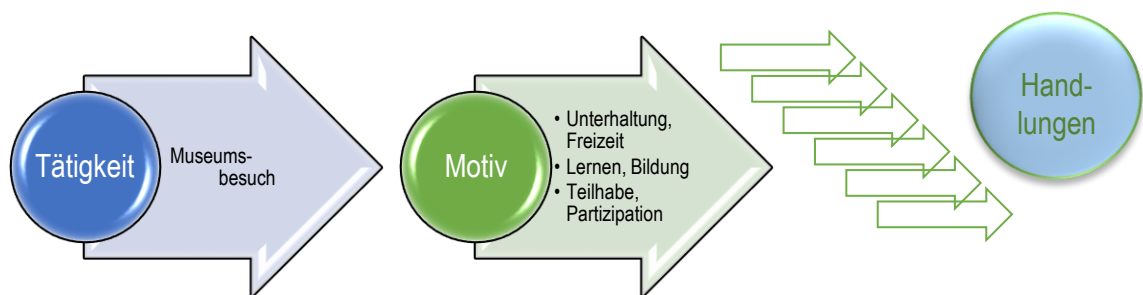 Tätigkeit
Museums-
besuch
Motiv
• Unterhaltung,
Freizeit
• Lernen, Bildung
• Teilhabe,
Partizipation
Hand-
lungen